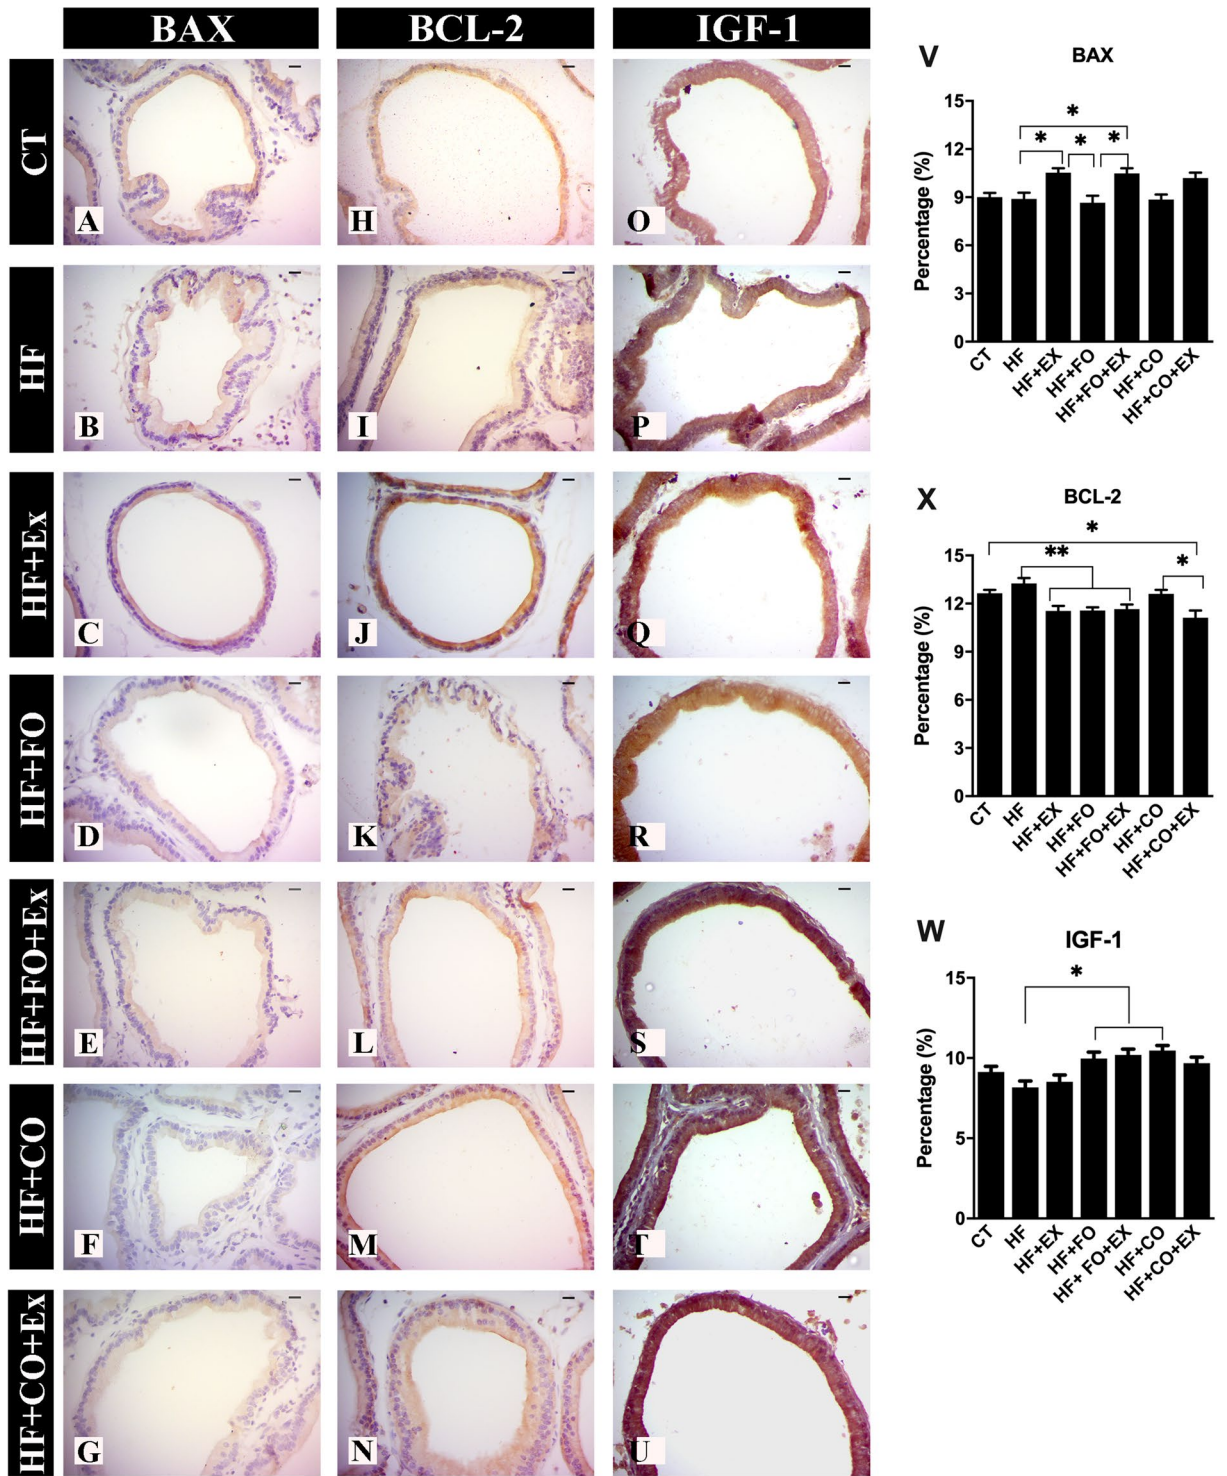 BAX
BCL-2
IGF-1
CT
A
H
O
HF
B
I
P
HF+Ex
C
J
Q
HF+FO
D
K
R
HF+FO+Ex
E
L
S
HF+CO
F
M
T
HF+CO+Ex
G
N
U
V
BAX
Percentage (%)
15
12
9
6
3
0
*
* * *
CT HF HF+EX HF+FO HF+FO+EX HF+CO HF+CO+EX
X
BCL-2
Percentage (%)
15
12
9
6
3
0
*
** *
CT HF HF+EX HF+FO HF+FO+EX HF+CO HF+CO+EX
W
IGF-1
Percentage (%)
15
10
5
0
*
CT HF HF+EX HF+FO HF+ FO+EX HF+CO HF+CO+EX